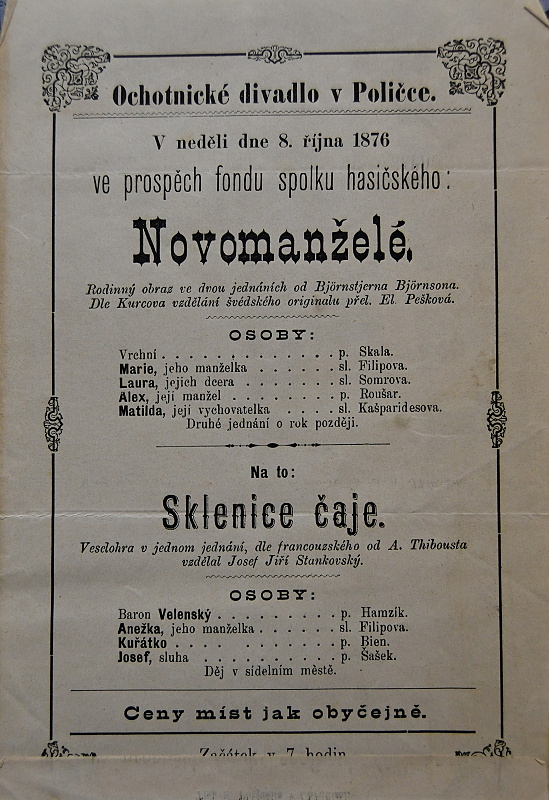 Ochotnické divadlo v Poličce.
V neděli dne 8. října 1876
ve prospěch fondu spolku hasičského:
Novomanželé.
Rodinný obraz ve dvou jednáních od Björnstjerna Björnsona.
Dle Kurcova vzdělání švédského originalu přel. El. Pešková.
OSOBY:
Vrchní . . . . . . . . . . . . . . p. Skala.
Marie, jeho manželka . . . . . . sl. Filipova.
Laura, jejich dcera . . . . . . sl. Somrova.
Alex, její manžel . . . . . . . p. Roušar.
Matilda, její vychovatelka . . . . sl. Kašparidesova.
Druhé jednání o rok později.
Na to:
Sklenice čaje.
Veselohra v jednom jednání, dle francouzského od A. Thibousta
vzdělal Josef Jiří Stankovský.
OSOBY:
Baron Velenský . . . . . . . . . p. Hamzík.
Anežka, jeho manželka . . . . . . sl. Filipova.
Kuřátko . . . . . . . . . . . . p. Bien.
Josef, sluha . . . . . . . . . . p. Šašek.
Děj v sídelním městě.
Ceny míst jak obyčejně.
Začátek v 7. hodin